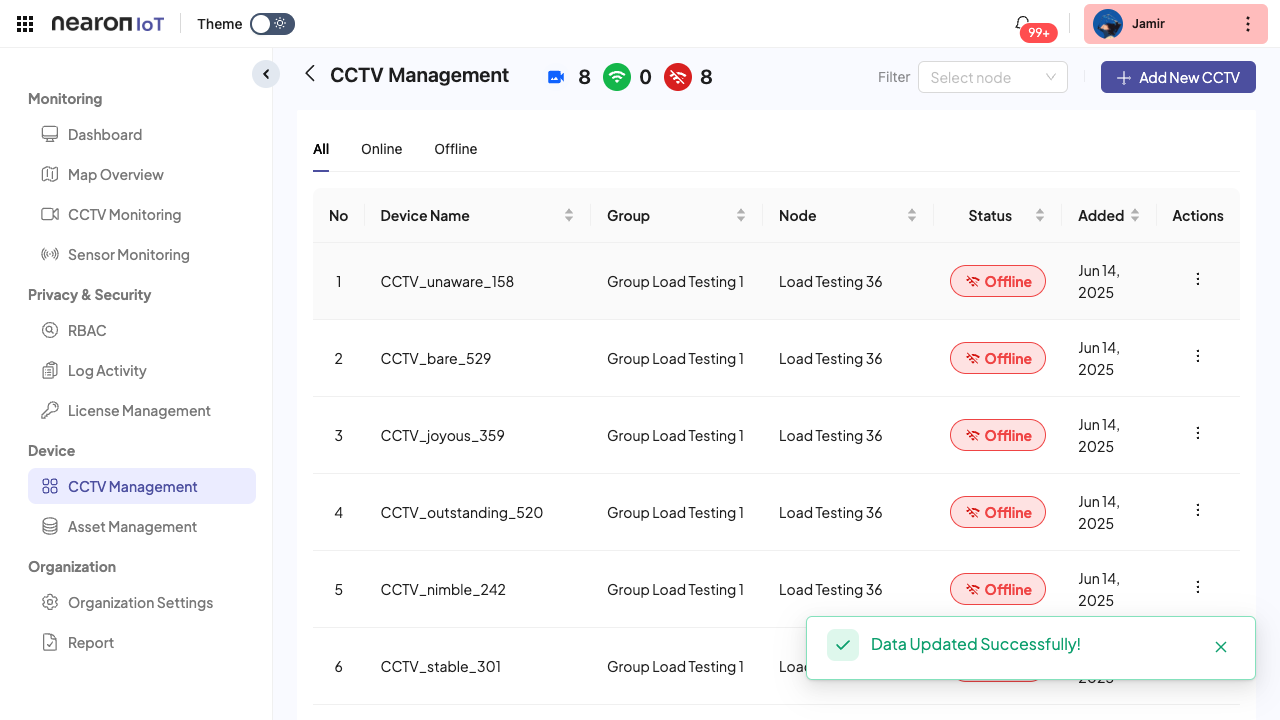 nearon IoT
Theme
99+
Jamir
Monitoring
Dashboard
Map Overview
CCTV Monitoring
Sensor Monitoring
Privacy & Security
RBAC
Log Activity
License Management
Device
CCTV Management
Asset Management
Organization
Organization Settings
Report
CCTV Management 8 0 8
Filter Select node
Add New CCTV
All Online Offline
No Device Name Group Node Status Added Actions
1 CCTV_unaware_158 Group Load Testing 1 Load Testing 36 Offline Jun 14,
2025
2 CCTV_bare_529 Group Load Testing 1 Load Testing 36 Offline Jun 14,
2025
3 CCTV_joyous_359 Group Load Testing 1 Load Testing 36 Offline Jun 14,
2025
4 CCTV_outstanding_520 Group Load Testing 1 Load Testing 36 Offline Jun 14,
2025
5 CCTV_nimble_242 Group Load Testing 1 Load Testing 36 Offline Jun 14,
2025
6 CCTV_stable_301 Group Load Testing 1
Data Updated Successfully!